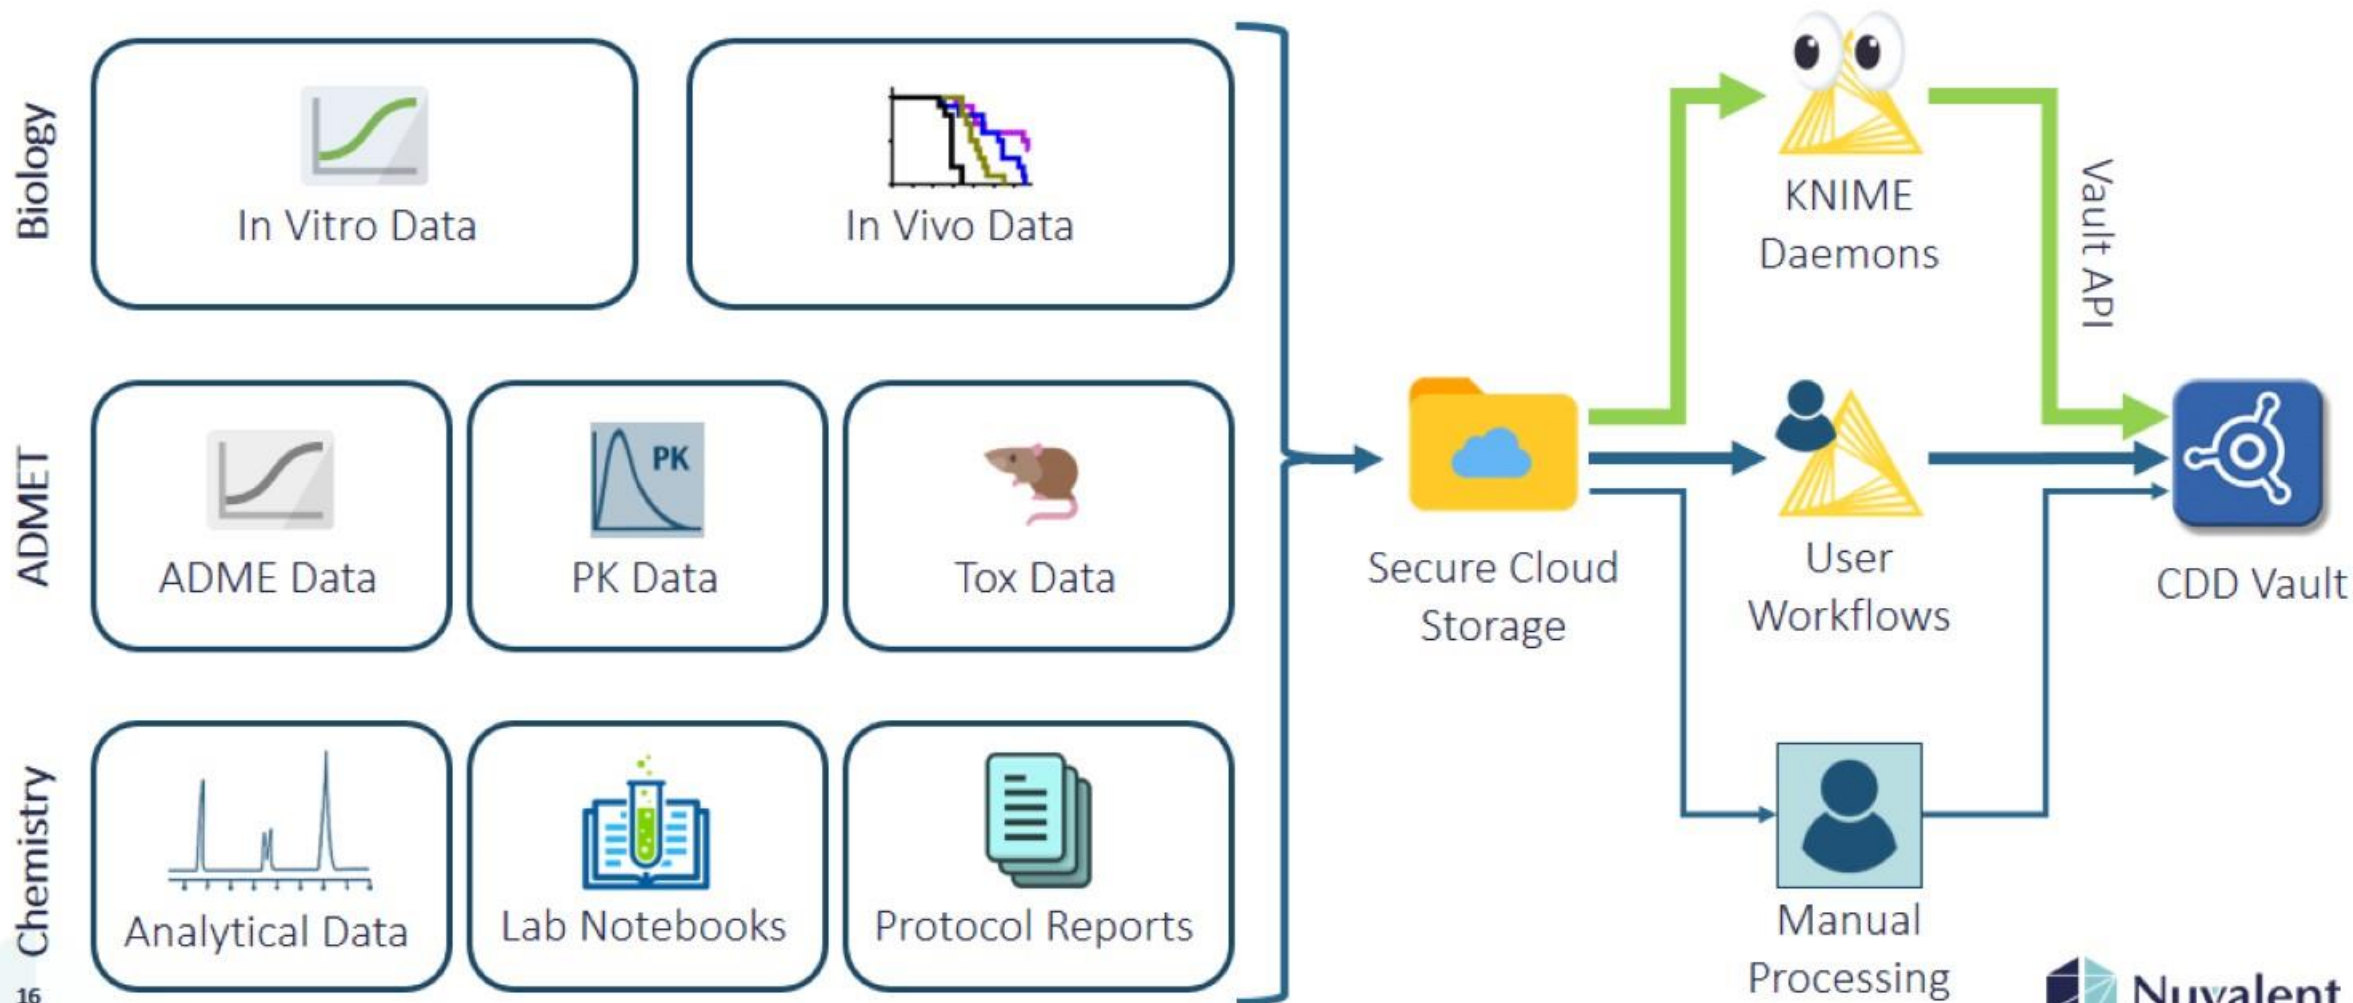 Biology
In Vitro Data
In Vivo Data
KNIME
Daemons
Vault API
ADMET
ADME Data
PK
PK Data
Tox Data
Secure Cloud
Storage
User
Workflows
CDD Vault
Chemistry
Analytical Data
Lab Notebooks
Protocol Reports
Manual
Processing
16
Nuvalent